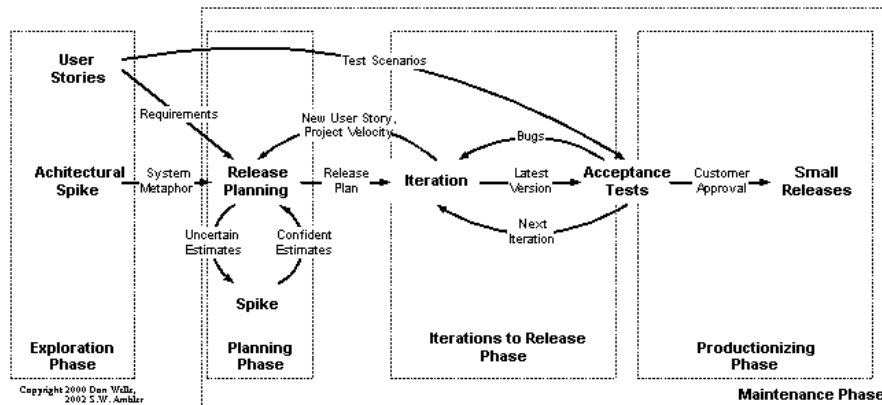 User
Stories
Test Scenarios
Requirements
New User Story,
Project Velocity
Bugs
Achitectural
Spike
System
Metaphor
Release
Planning
Release
Plan
Iteration
Latest
Version
Acceptance
Tests
Customer
Approval
Small
Releases
Uncertain
Estimates
Confident
Estimates
Next
Iteration
Spike
Exploration
Phase
Planning
Phase
Iterations to Release
Phase
Productionizing
Phase
Copyright 2000 Don Wells,
2002 S.W. Ambler
Maintenance Phase